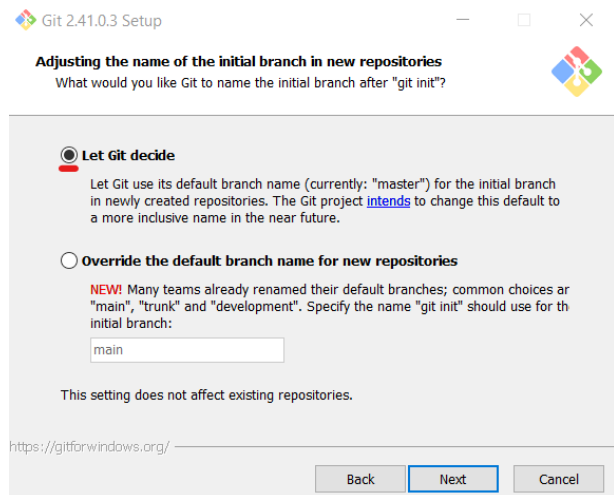 Git 2.41.0.3 Setup
Adjusting the name of the initial branch in new repositories
What would you like Git to name the initial branch after "git init"?
Let Git decide
Let Git use its default branch name (currently: "master") for the initial branch
in newly created repositories. The Git project intends to change this default to
a more inclusive name in the near future.
Override the default branch name for new repositories
NEW! Many teams already renamed their default branches; common choices ar
"main", "trunk" and "development". Specify the name "git init" should use for th
initial branch:
main
This setting does not affect existing repositories.
https://gitforwindows.org/
Back Next Cancel